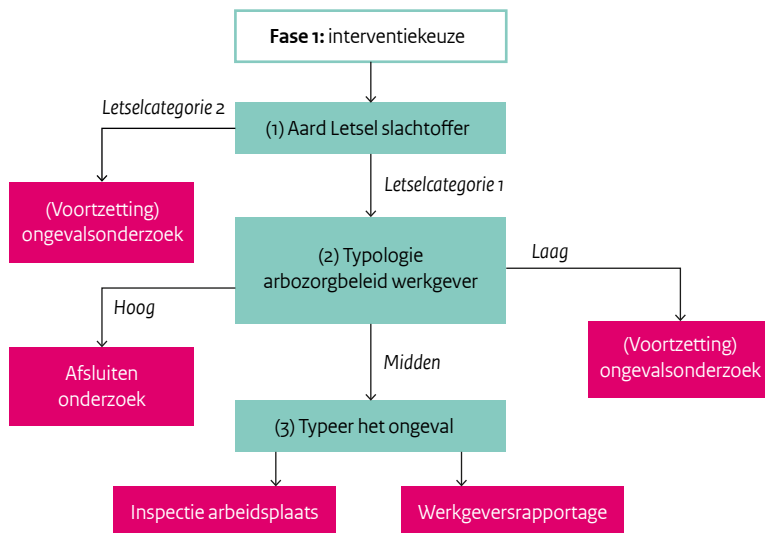 Fase 1: interventiekeuze
Letselcategorie 2
(1) Aard Letsel slachtoffer
Letselcategorie 1
(Voortzetting)
ongevalsonderzoek
(2) Typologie
arbozorgbeleid werkgever
Laag
Hoog
(Voortzetting)
ongevalsonderzoek
Midden
Afsluiten
onderzoek
(3) Typeer het ongeval
Inspectie arbeidsplaats
Werkgeversrapportage